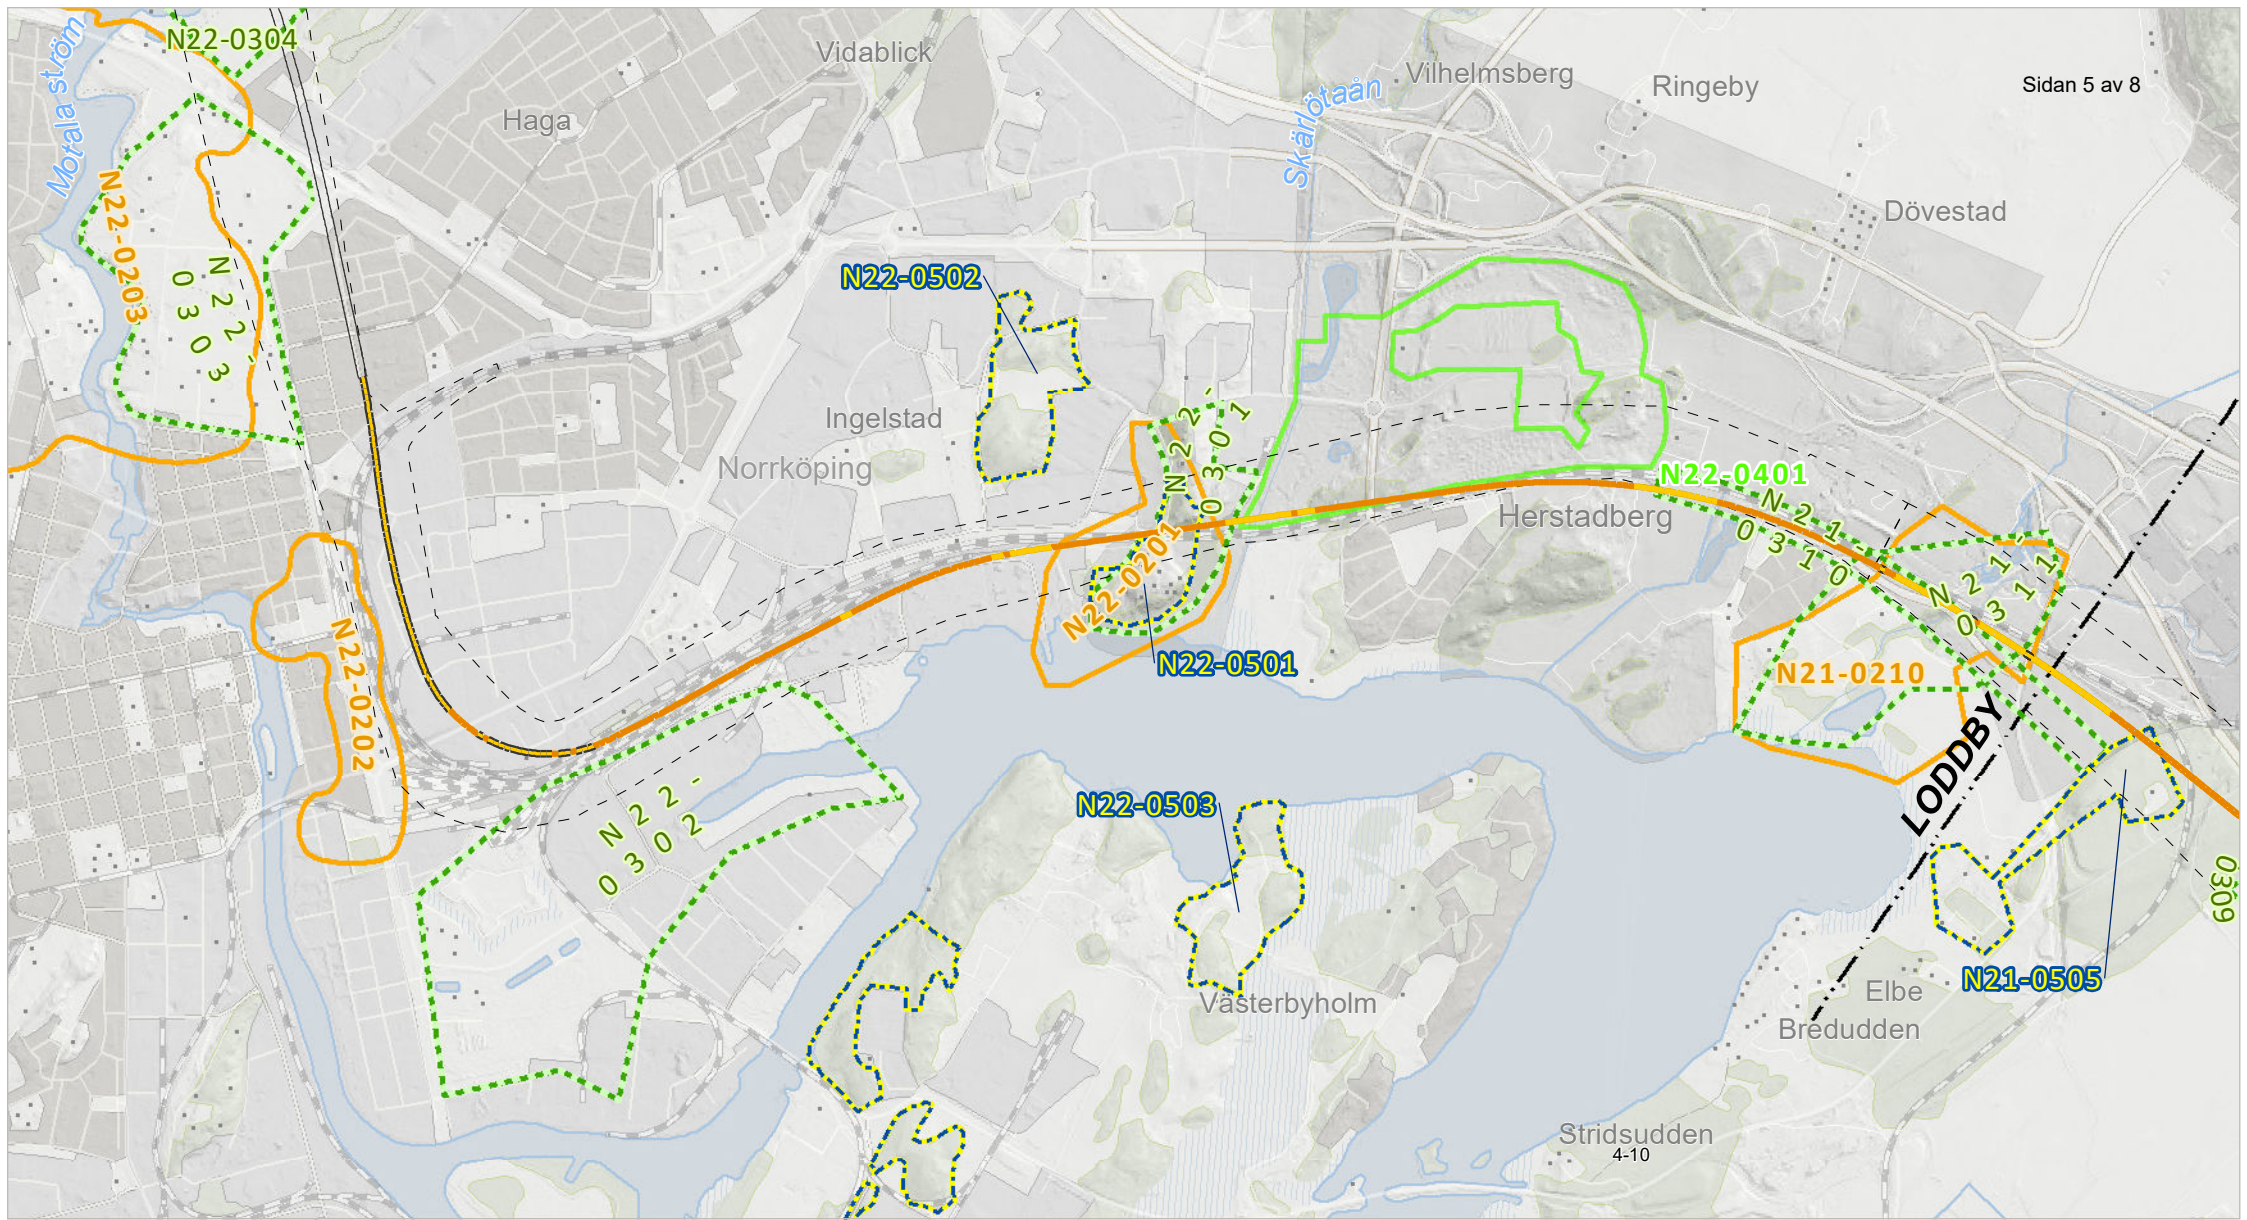 N22-0304
Motala ström
Vidablick
Skärlötaån
Vilhelmsberg
Ringeby
Sidan 5 av 8
Haga
N22-0203
N22-
0303
Dövestad
N22-0502
Ingelstad
N22-
0301
Norrköping
N22-0401
N21-
0310
Herstadberg
N22-0201
N21-
0311
N22-0202
N22-0501
N21-0210
LODDBY
N22-
0302
N22-0503
0309
Västerbyholm
N21-0505
Elbe
Bredudden
Stridsudden
4-10